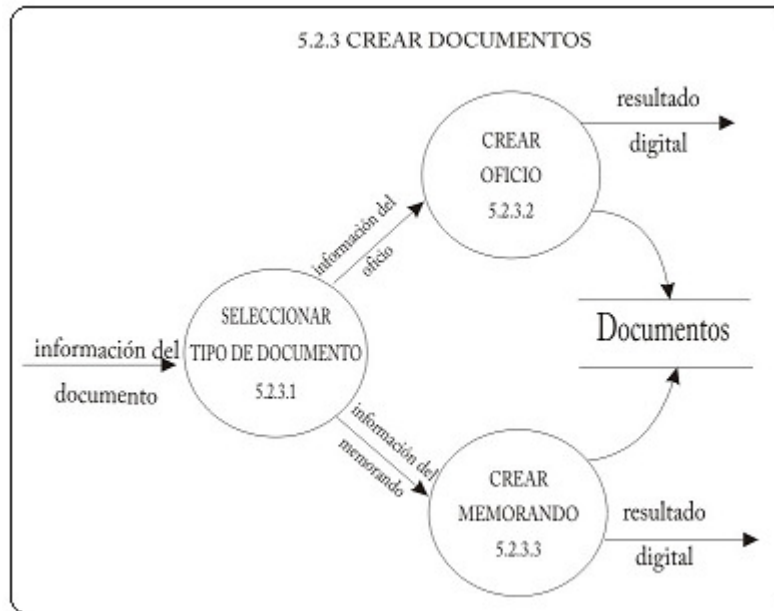 5.2.3 CREAR DOCUMENTOS
resultado
digital
CREAR
OFICIO
5.2.3.2
información del
oficio
SELECCIONAR
TIPO DE DOCUMENTO
5.2.3.1
información del
documento
Documentos
información del
memorando
CREAR
MEMORANDO
5.2.3.3
resultado
digital